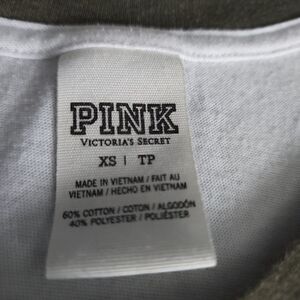 PINK
VICTORIA'S SECRET
XS | TP
MADE IN VIETNAM / FAIT AU
VIETNAM / HECHO EN VIETNAM
60% COTTON / COTON / ALGODÓN
40% POLYESTER / POLIÉSTER